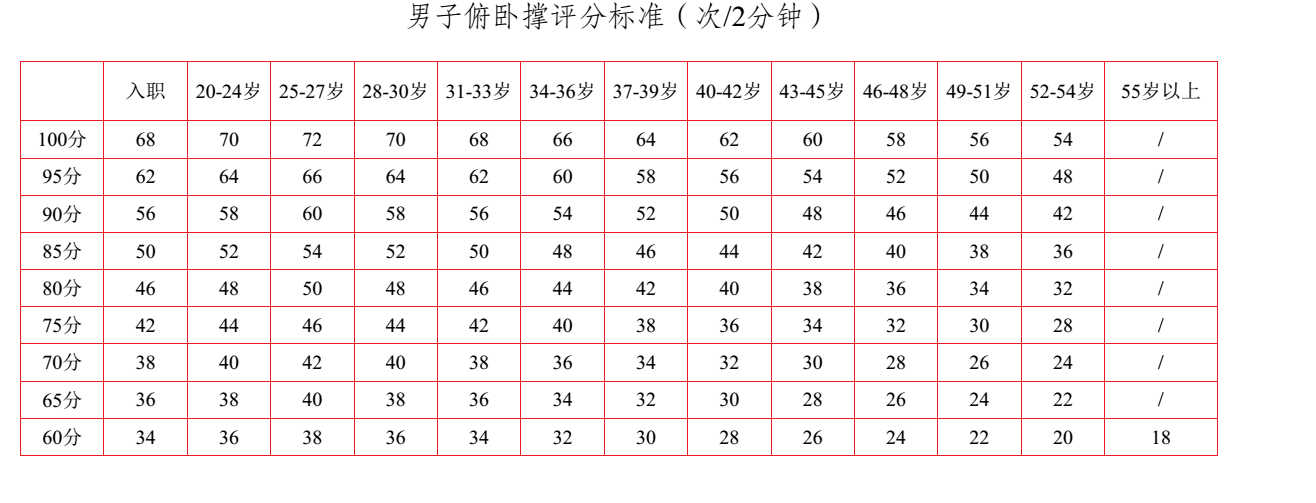 男子俯卧撑评分标准（次/2分钟）
入职 20-24岁 25-27岁 28-30岁 31-33岁 34-36岁 37-39岁 40-42岁 43-45岁 46-48岁 49-51岁 52-54岁 55岁以上
100分 68 70 72 70 68 66 64 62 60 58 56 54 /
95分 62 64 66 64 62 60 58 56 54 52 50 48 /
90分 56 58 60 58 56 54 52 50 48 46 44 42 /
85分 50 52 54 52 50 48 46 44 42 40 38 36 /
80分 46 48 50 48 46 44 42 40 38 36 34 32 /
75分 42 44 46 44 42 40 38 36 34 32 30 28 /
70分 38 40 42 40 38 36 34 32 30 28 26 24 /
65分 36 38 40 38 36 34 32 30 28 26 24 22 /
60分 34 36 38 36 34 32 30 28 26 24 22 20 18